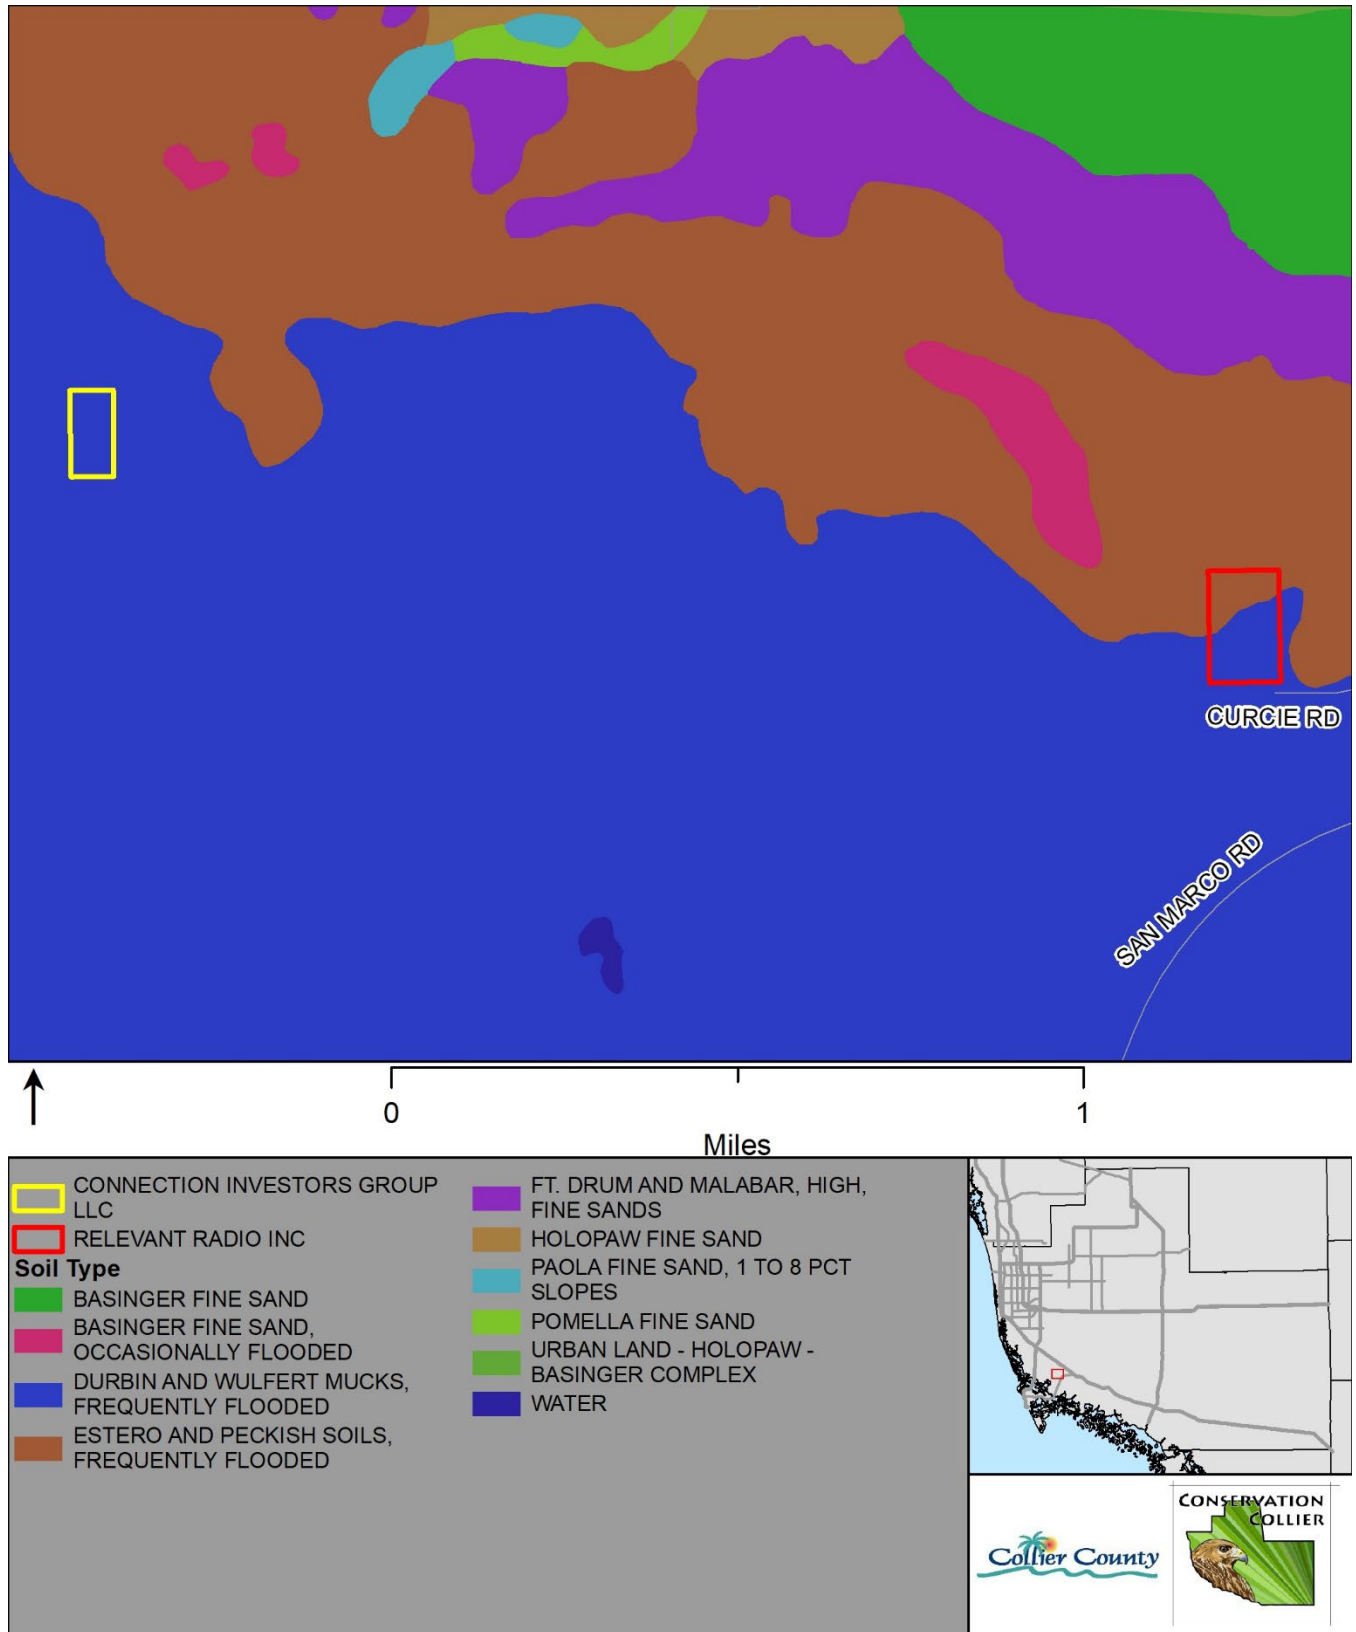 CURCIE RD
SAN MARCO RD
0
1
Miles
CONNECTION INVESTORS GROUP
LLC
RELEVANT RADIO INC
Soil Type
BASINGER FINE SAND
BASINGER FINE SAND,
OCCASIONALLY FLOODED
DURBIN AND WULFERT MUCKS,
FREQUENTLY FLOODED
ESTERO AND PECKISH SOILS,
FREQUENTLY FLOODED
FT. DRUM AND MALABAR, HIGH,
FINE SANDS
HOLOPAW FINE SAND
PAOLA FINE SAND, 1 TO 8 PCT
SLOPES
POMELLA FINE SAND
URBAN LAND - HOLOPAW -
BASINGER COMPLEX
WATER
Collier County
CONSERVATION
COLLIER